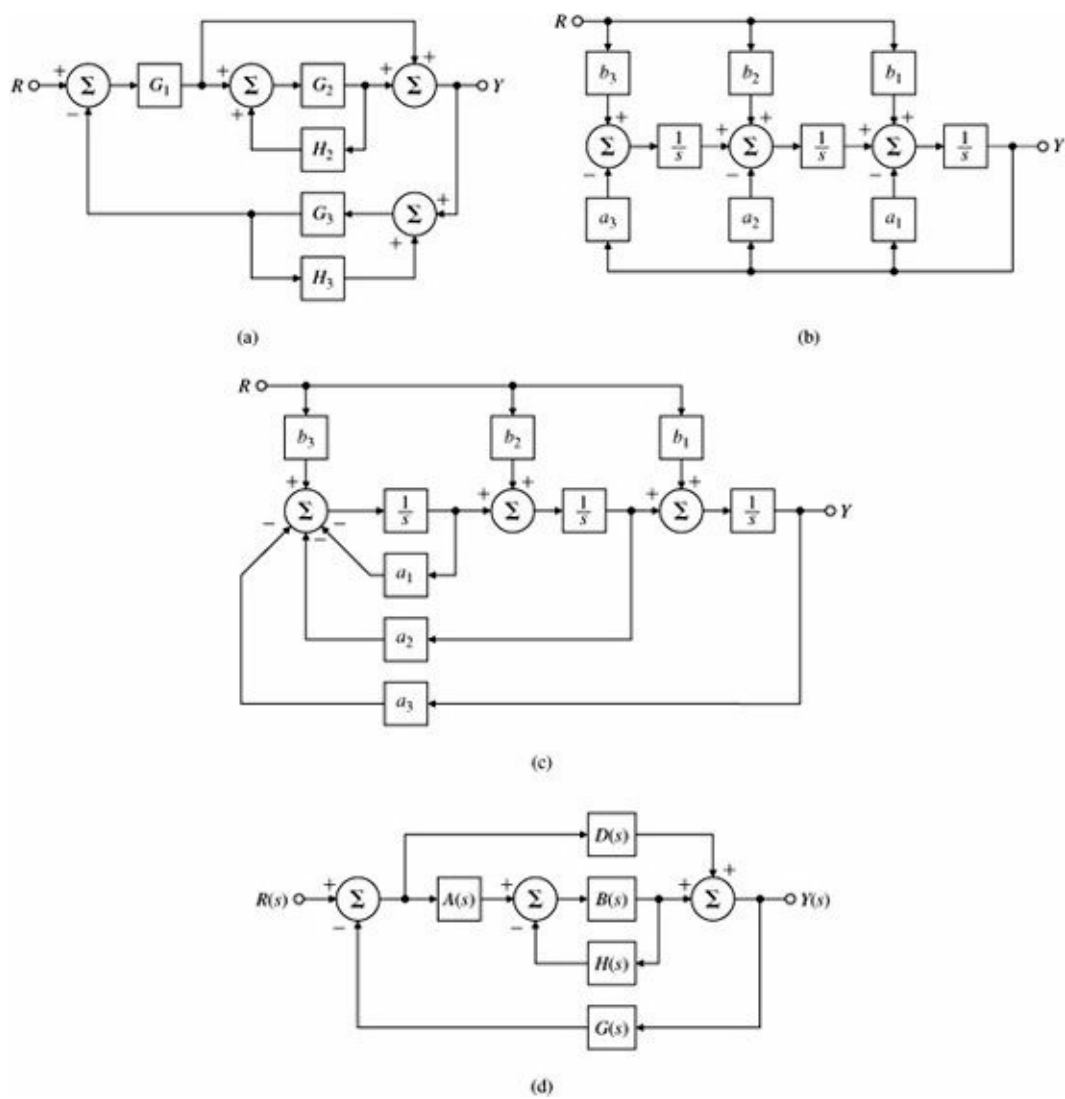 R + Σ − G₁ + Σ + G₂ + Σ + Y
H₂
G₃ + Σ +
H₃
(a)
R
b₃ b₂ b₁
+ + +
Σ 1/s + Σ 1/s + Σ 1/s Y
− − −
a₃ a₂ a₁
(b)
R
b₃ b₂ b₁
+ + +
Σ 1/s + Σ 1/s + Σ 1/s Y
− − −
a₁
a₂
a₃
(c)
D(s)
R(s) + Σ − A(s) + Σ − B(s) + Σ + Y(s)
H(s)
G(s)
(d)